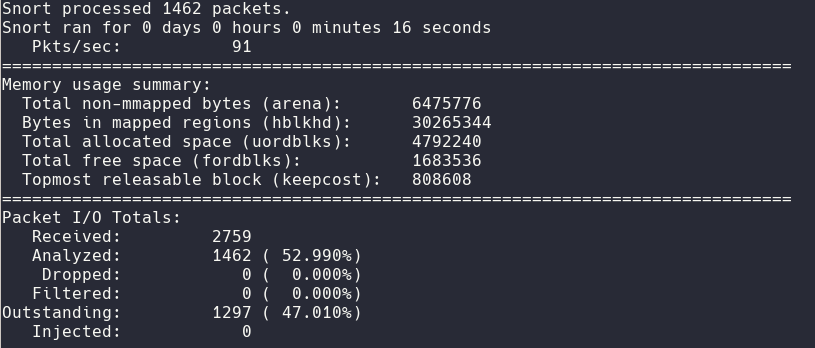 Snort processed 1462 packets.
Snort ran for 0 days 0 hours 0 minutes 16 seconds
   Pkts/sec:           91
===============================================================================
Memory usage summary:
  Total non-mmapped bytes (arena):       6475776
  Bytes in mapped regions (hblkhd):      30265344
  Total allocated space (uordblks):      4792240
  Total free space (fordblks):           1683536
  Topmost releasable block (keepcost):   808608
===============================================================================
Packet I/O Totals:
   Received:         2759
   Analyzed:         1462 ( 52.990%)
    Dropped:            0 (  0.000%)
   Filtered:            0 (  0.000%)
Outstanding:         1297 ( 47.010%)
   Injected:            0